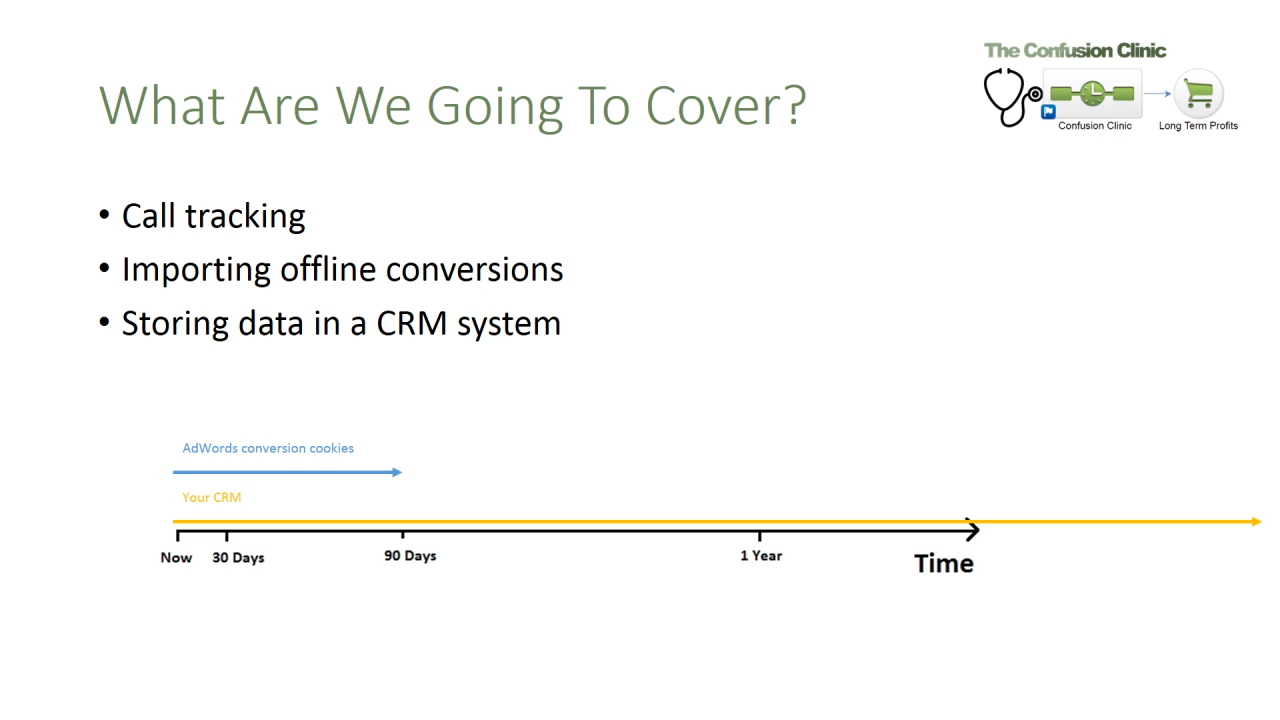 The Confusion Clinic
What Are We Going To Cover?
Confusion Clinic
Long Term Profits
• Call tracking
• Importing offline conversions
• Storing data in a CRM system
AdWords conversion cookies
Your CRM
Now
30 Days
90 Days
1 Year
Time